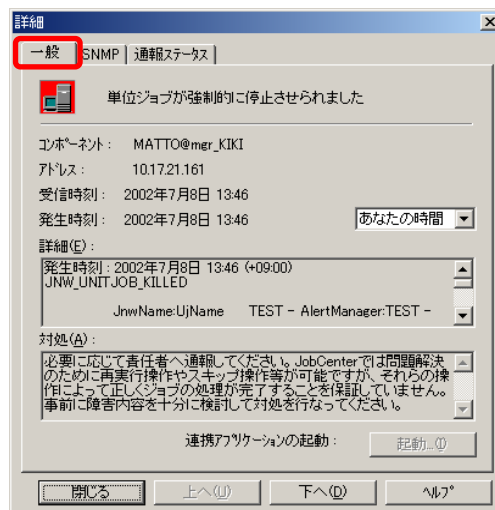 詳細
一般 SNMP 通報ステータス
単位ジョブが強制的に停止させられました
コンポーネント： MATTO@mgr_KIKI
アドレス： 10.17.21.161
受信時刻： 2002年7月8日 13:46
発生時刻： 2002年7月8日 13:46 あなたの時間
詳細(E)：
発生時刻：2002年7月8日 13:46 (+09:00)
JNW_UNITJOB_KILLED
JnwName:UjName TEST - AlertManager:TEST -
対処(A)：
必要に応じて責任者へ通報してください。JobCenterでは問題解決
のために再実行操作やスキップ操作等が可能ですが、それらの操
作によって正しくジョブの処理が完了することを保証していません。
事前に障害内容を十分に検討して対処を行なってください。
連携アプリケーションの起動： 起動...(I)
閉じる 上へ(U) 下へ(D) ヘルプ